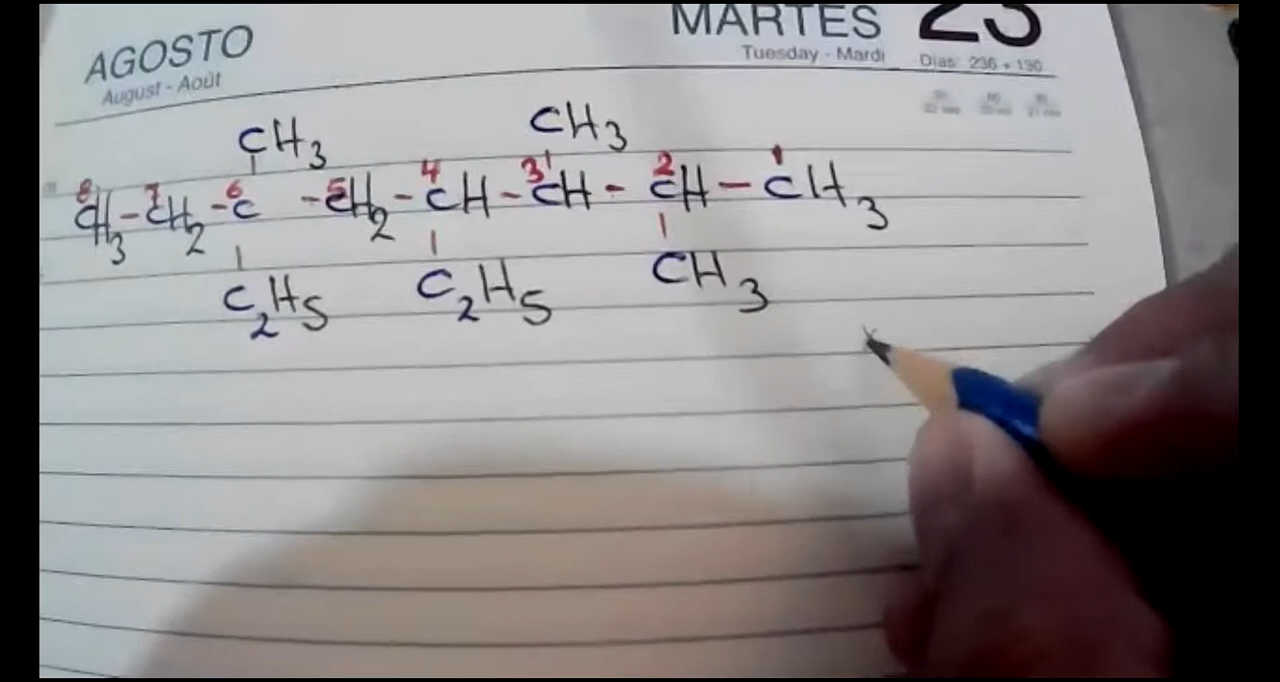 AGOSTO
August - Août
MARTES 23
Tuesday - Mardi
Días: 236 + 130
CH3 CH3
8 7 6 5 4 3 2 1
CH3-CH2-C -CH2-CH-CH-CH-CH3
C2H5 C2H5 CH3